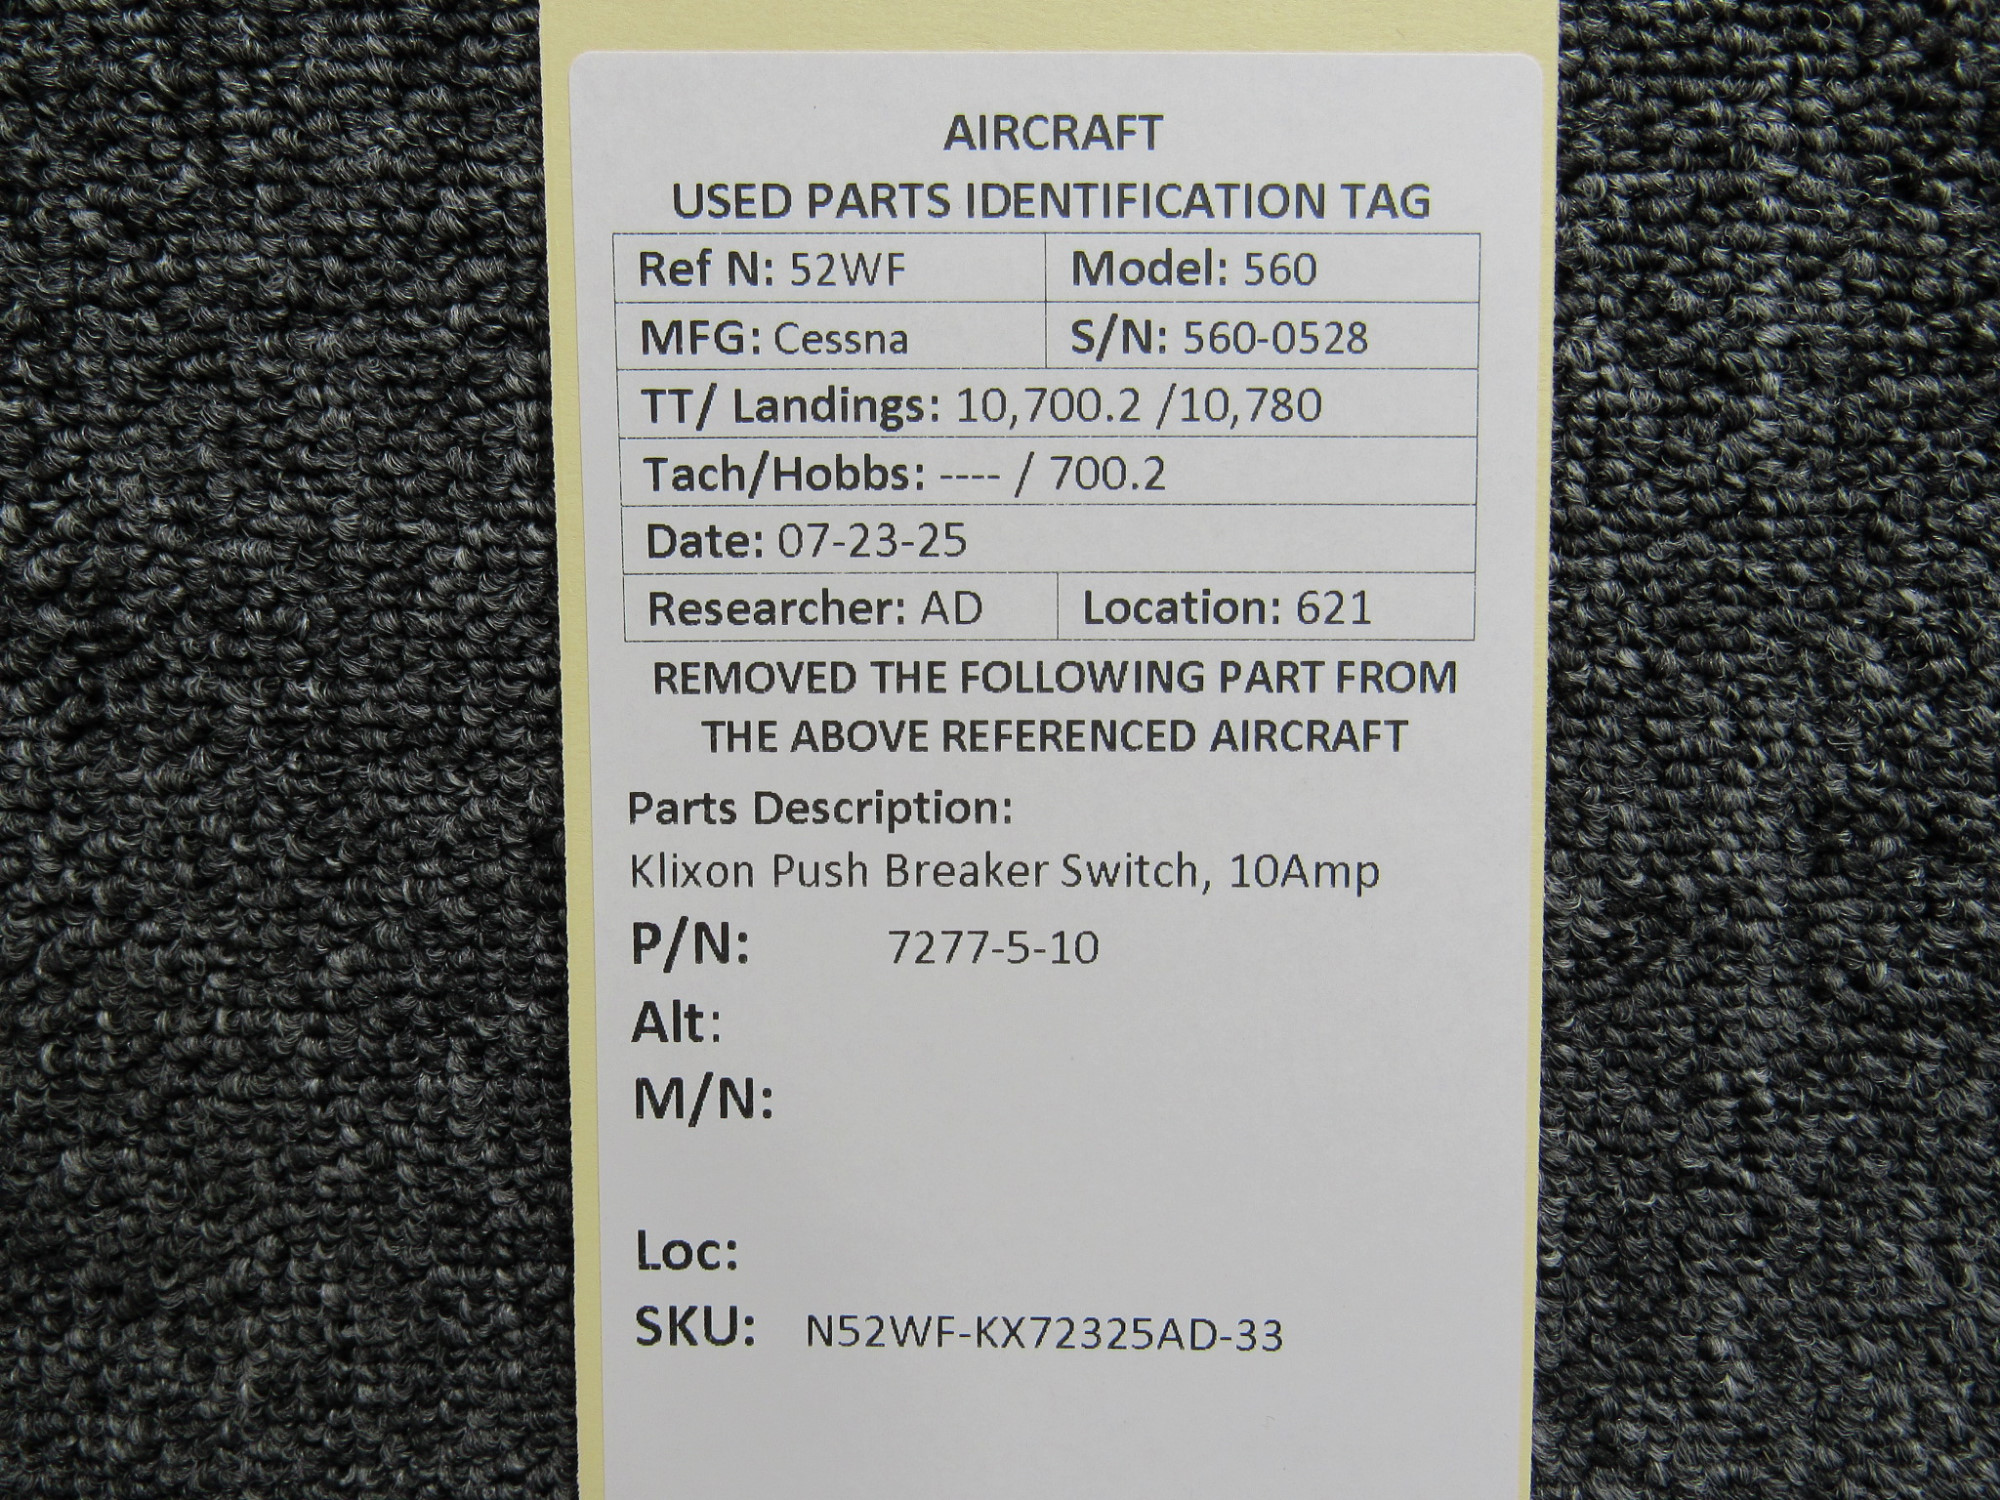 AIRCRAFT
USED PARTS IDENTIFICATION TAG
Ref N: 52WF Model: 560
MFG: Cessna S/N: 560-0528
TT/ Landings: 10,700.2 /10,780
Tach/Hobbs: ---- / 700.2
Date: 07-23-25
Researcher: AD Location: 621
REMOVED THE FOLLOWING PART FROM
THE ABOVE REFERENCED AIRCRAFT
Parts Description:
Klixon Push Breaker Switch, 10Amp
P/N: 7277-5-10
Alt:
M/N:
Loc:
SKU: N52WF-KX72325AD-33